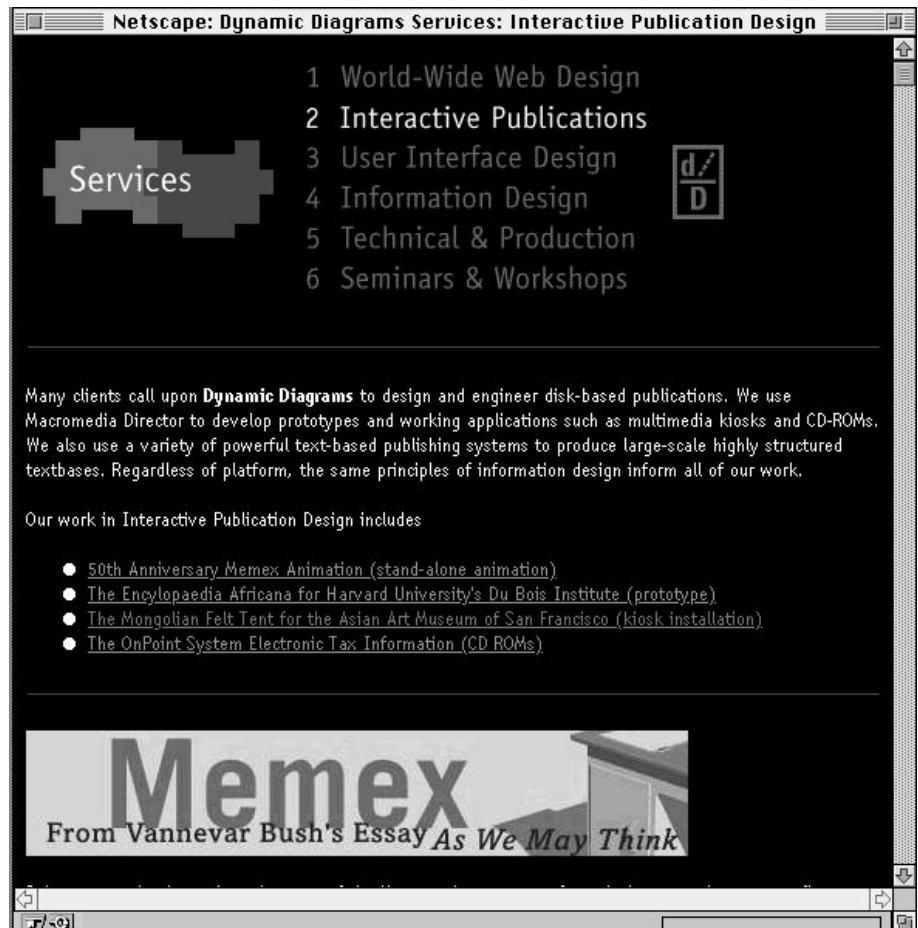 Netscape: Dynamic Diagrams Services: Interactive Publication Design
Services
1 World-Wide Web Design
2 Interactive Publications
3 User Interface Design
4 Information Design
5 Technical & Production
6 Seminars & Workshops
d/
D
Many clients call upon Dynamic Diagrams to design and engineer disk-based publications. We use
Macromedia Director to develop prototypes and working applications such as multimedia kiosks and CD-ROMs.
We also use a variety of powerful text-based publishing systems to produce large-scale highly structured
textbases. Regardless of platform, the same principles of information design inform all of our work.
Our work in Interactive Publication Design includes
50th Anniversary Memex Animation (stand-alone animation)
The Encylopaedia Africana for Harvard University's Du Bois Institute (prototype)
The Mongolian Felt Tent for the Asian Art Museum of San Francisco (kiosk installation)
The OnPoint System Electronic Tax Information (CD ROMs)
Memex
From Vannevar Bush's Essay As We May Think